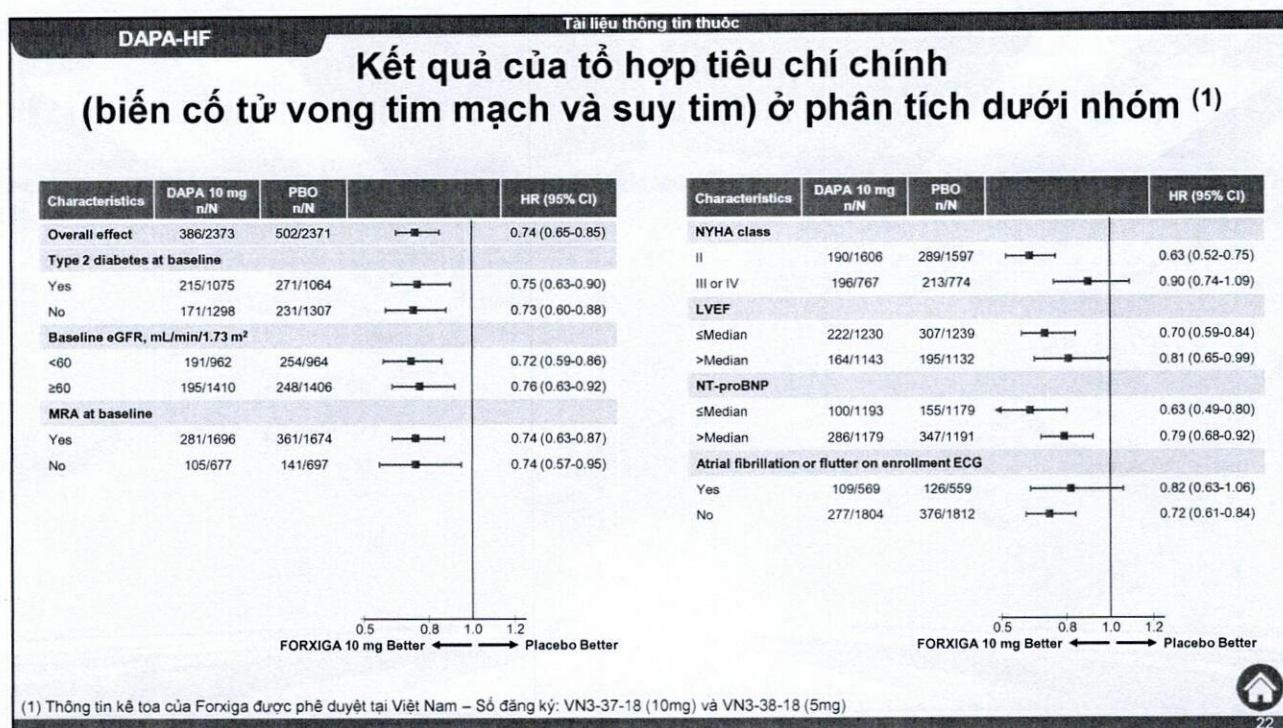 Tài liệu thông tin thuốc
DAPA-HF
Kết quả của tổ hợp tiêu chí chính
(biến cố tử vong tim mạch và suy tim) ở phân tích dưới nhóm (1)
Characteristics DAPA 10 mg n/N PBO n/N HR (95% CI)
Overall effect 386/2373 502/2371 0.74 (0.65-0.85)
Type 2 diabetes at baseline
Yes 215/1075 271/1064 0.75 (0.63-0.90)
No 171/1298 231/1307 0.73 (0.60-0.88)
Baseline eGFR, mL/min/1.73 m²
<60 191/962 254/964 0.72 (0.59-0.86)
≥60 195/1410 248/1406 0.76 (0.63-0.92)
MRA at baseline
Yes 281/1696 361/1674 0.74 (0.63-0.87)
No 105/677 141/697 0.74 (0.57-0.95)
0.5 0.8 1.0 1.2
FORXIGA 10 mg Better Placebo Better
Characteristics DAPA 10 mg n/N PBO n/N HR (95% CI)
NYHA class
II 190/1606 289/1597 0.63 (0.52-0.75)
III or IV 196/767 213/774 0.90 (0.74-1.09)
LVEF
≤Median 222/1230 307/1239 0.70 (0.59-0.84)
>Median 164/1143 195/1132 0.81 (0.65-0.99)
NT-proBNP
≤Median 100/1193 155/1179 0.63 (0.49-0.80)
>Median 286/1179 347/1191 0.79 (0.68-0.92)
Atrial fibrillation or flutter on enrollment ECG
Yes 109/569 126/559 0.82 (0.63-1.06)
No 277/1804 376/1812 0.72 (0.61-0.84)
0.5 0.8 1.0 1.2
FORXIGA 10 mg Better Placebo Better
(1) Thông tin kê toa của Forxiga được phê duyệt tại Việt Nam – Số đăng ký: VN3-37-18 (10mg) và VN3-38-18 (5mg)
22